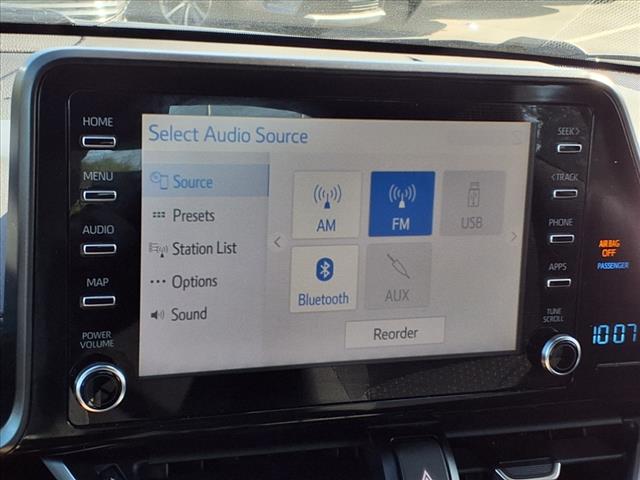 HOME
MENU
AUDIO
MAP
POWER
VOLUME
Select Audio Source
Source
Presets
Station List
Options
Sound
AM
FM
USB
Bluetooth
AUX
Reorder
SEEK>
<TRACK
PHONE
APPS
TUNE
SCROLL
AIR BAG
OFF
PASSENGER
10:07